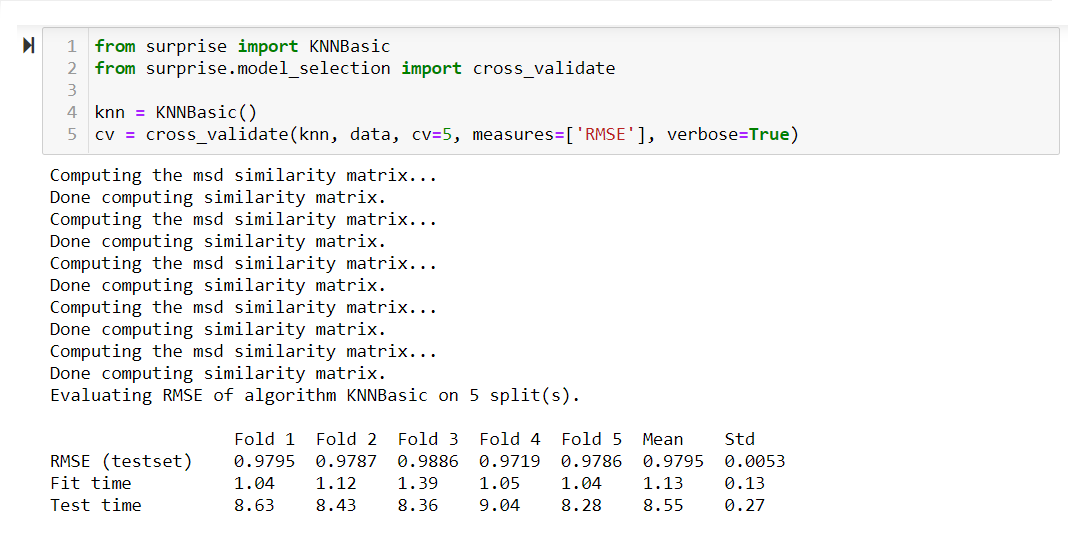 1 from surprise import KNNBasic
2 from surprise.model_selection import cross_validate
3
4 knn = KNNBasic()
5 cv = cross_validate(knn, data, cv=5, measures=['RMSE'], verbose=True)
Computing the msd similarity matrix...
Done computing similarity matrix.
Computing the msd similarity matrix...
Done computing similarity matrix.
Computing the msd similarity matrix...
Done computing similarity matrix.
Computing the msd similarity matrix...
Done computing similarity matrix.
Computing the msd similarity matrix...
Done computing similarity matrix.
Evaluating RMSE of algorithm KNNBasic on 5 split(s).
Fold 1 Fold 2 Fold 3 Fold 4 Fold 5 Mean Std
RMSE (testset) 0.9795 0.9787 0.9886 0.9719 0.9786 0.9795 0.0053
Fit time 1.04 1.12 1.39 1.05 1.04 1.13 0.13
Test time 8.63 8.43 8.36 9.04 8.28 8.55 0.27